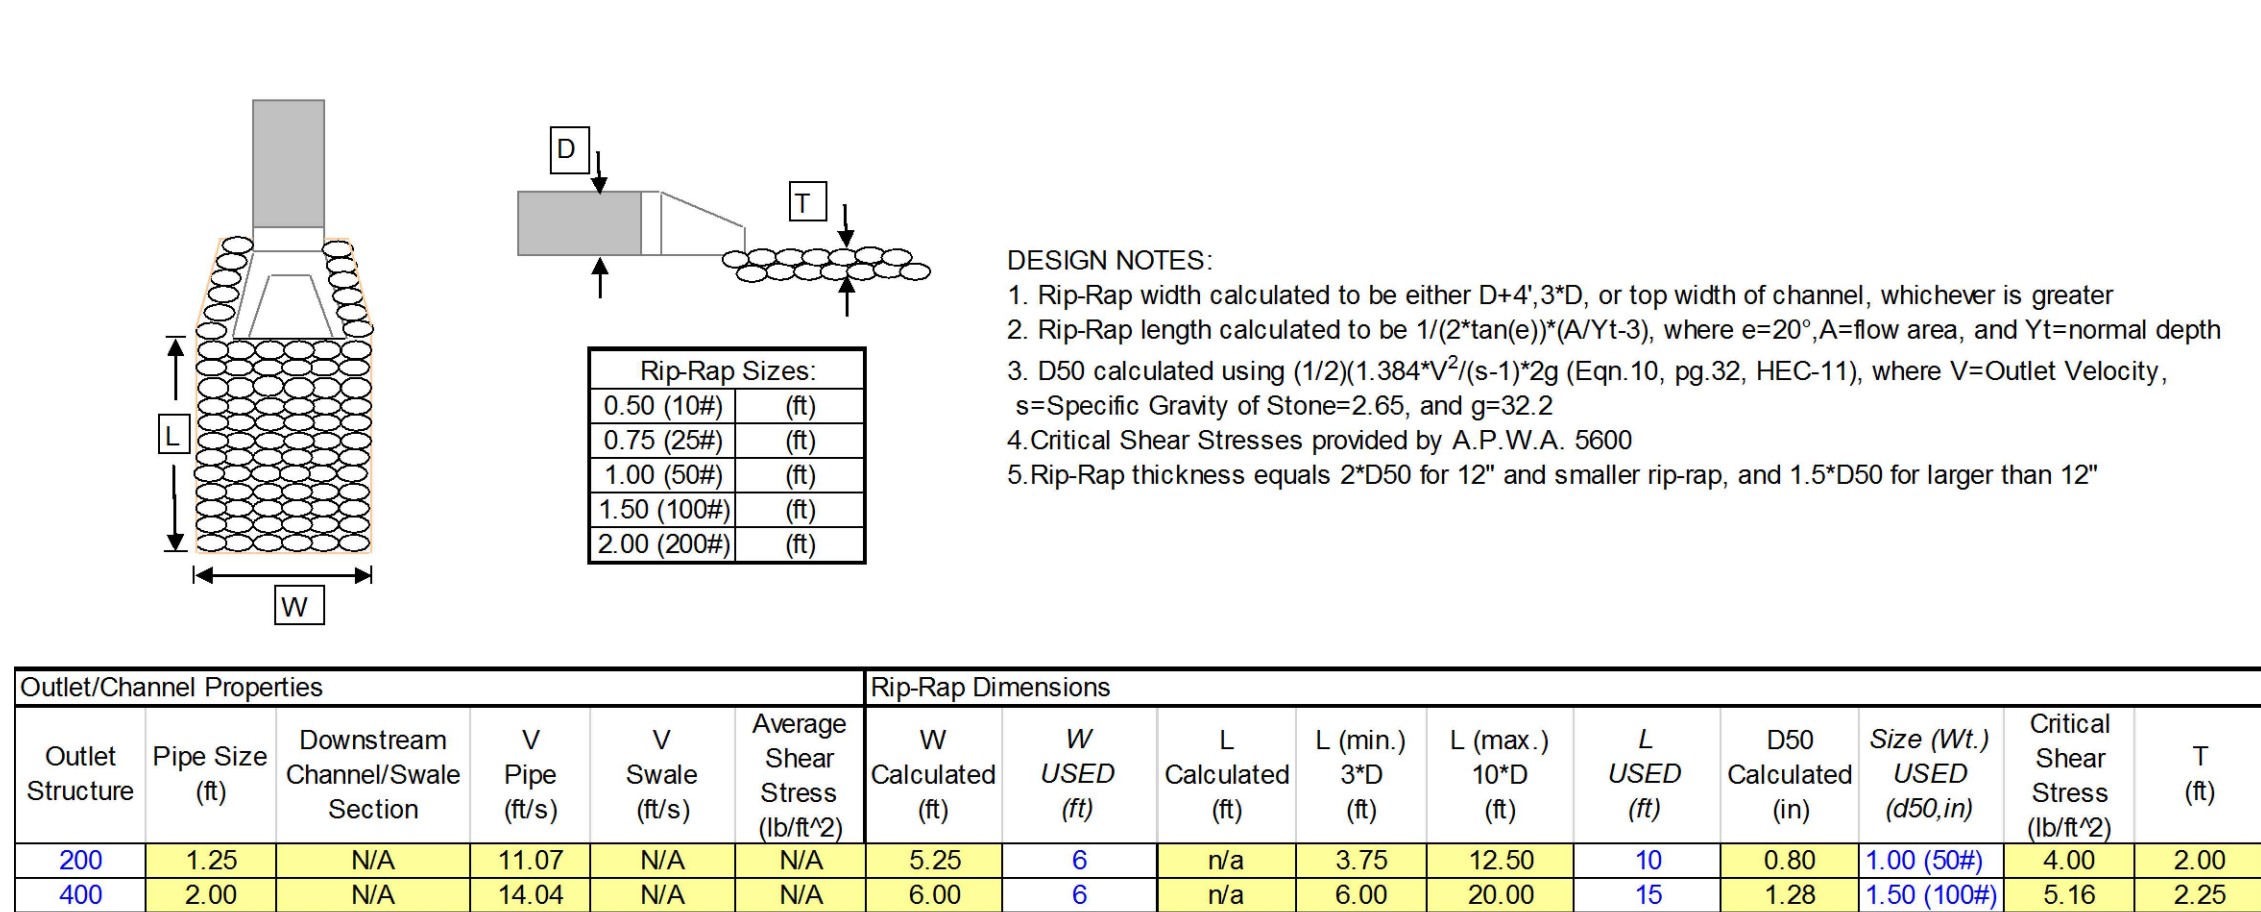 D
T
L
W
DESIGN NOTES:
1. Rip-Rap width calculated to be either D+4',3*D, or top width of channel, whichever is greater
2. Rip-Rap length calculated to be 1/(2*tan(e))*(A/Yt-3), where e=20°,A=flow area, and Yt=normal depth
3. D50 calculated using (1/2)(1.384*V²/(s-1)*2g (Eqn.10, pg.32, HEC-11), where V=Outlet Velocity,
s=Specific Gravity of Stone=2.65, and g=32.2
4.Critical Shear Stresses provided by A.P.W.A. 5600
5.Rip-Rap thickness equals 2*D50 for 12" and smaller rip-rap, and 1.5*D50 for larger than 12"
Rip-Rap Sizes:
0.50 (10#) (ft)
0.75 (25#) (ft)
1.00 (50#) (ft)
1.50 (100#) (ft)
2.00 (200#) (ft)
Outlet/Channel Properties
Rip-Rap Dimensions
Outlet
Structure
Pipe Size
(ft)
Downstream
Channel/Swale
Section
V
Pipe
(ft/s)
V
Swale
(ft/s)
Average
Shear
Stress
(lb/ft^2)
W
Calculated
(ft)
W
USED
(ft)
L
Calculated
(ft)
L (min.)
3*D
(ft)
L (max.)
10*D
(ft)
L
USED
(ft)
D50
Calculated
(in)
Size (Wt.)
USED
(d50,in)
Critical
Shear
Stress
(lb/ft^2)
T
(ft)
200 1.25 N/A 11.07 N/A N/A 5.25 6 n/a 3.75 12.50 10 0.80 1.00 (50#) 4.00 2.00
400 2.00 N/A 14.04 N/A N/A 6.00 6 n/a 6.00 20.00 15 1.28 1.50 (100#) 5.16 2.25